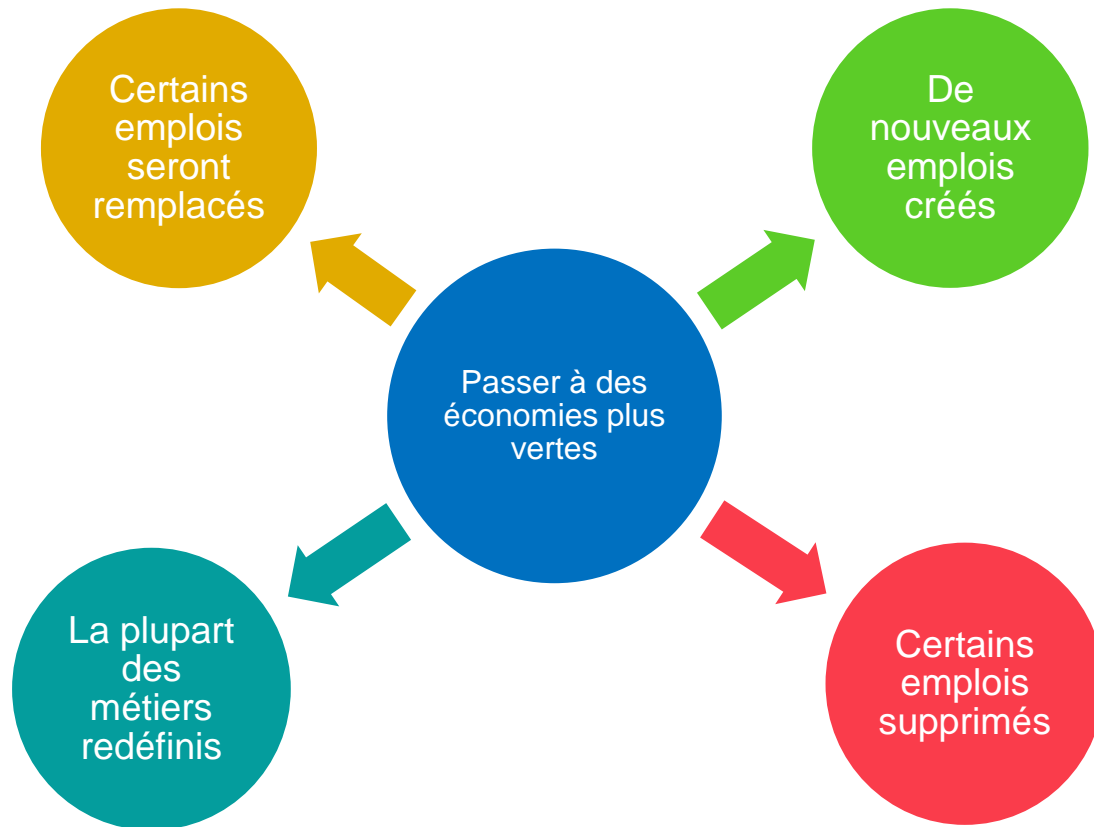 Certains
emplois
seront
remplacés
De
nouveaux
emplois
créés
Passer à des
économies plus
vertes
La plupart
des
métiers
redéfinis
Certains
emplois
supprimés